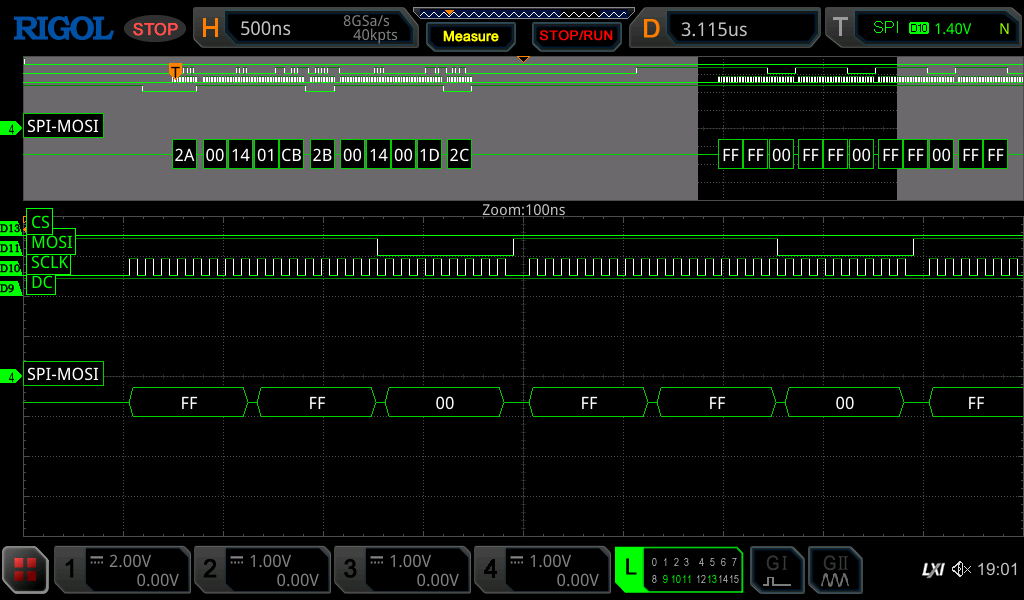 RIGOL STOP H 500ns 8GSa/s 40kpts Measure STOP/RUN D 3.115us T SPI D10 1.40V N
T
4 SPI-MOSI
2A 00 14 01 CB 2B 00 14 00 1D 2C FF FF 00 FF FF 00 FF FF 00 FF FF
Zoom:100ns
D13 CS
D11 MOSI
D10 SCLK
D9 DC
4 SPI-MOSI
FF FF 00 FF FF 00 FF
1 2.00V 0.00V 2 1.00V 0.00V 3 1.00V 0.00V 4 1.00V 0.00V L 0 1 2 3 4 5 6 7 GI GII LXI 19:01
8 9 10 11 12 13 14 15